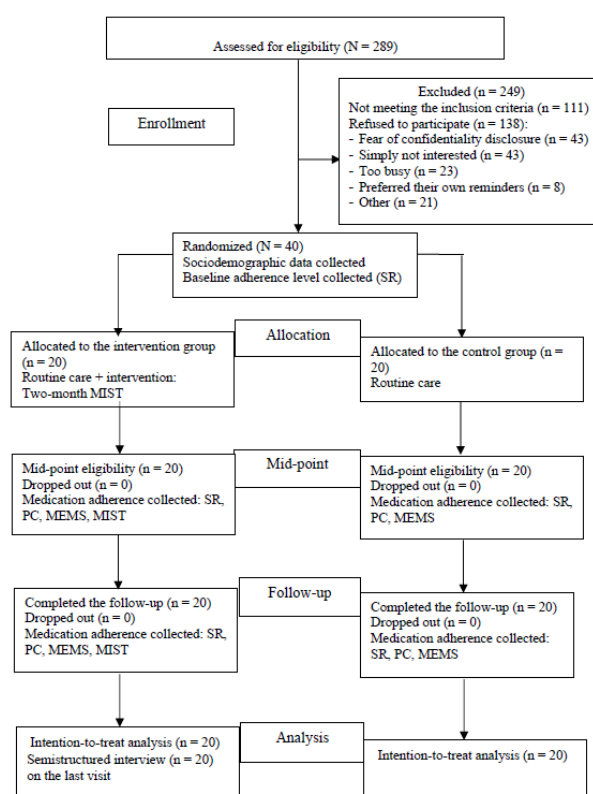 Assessed for eligibility (N = 289)
Enrollment
Excluded (n = 249)
Not meeting the inclusion criteria (n = 111)
Refused to participate (n = 138):
- Fear of confidentiality disclosure (n = 43)
- Simply not interested (n = 43)
- Too busy (n = 23)
- Preferred their own reminders (n = 8)
- Other (n = 21)
Randomized (N = 40)
Sociodemographic data collected
Baseline adherence level collected (SR)
Allocation
Allocated to the intervention group
(n = 20)
Routine care + intervention:
Two-month MIST
Allocated to the control group (n =
20)
Routine care
Mid-point
Mid-point eligibility (n = 20)
Dropped out (n = 0)
Medication adherence collected: SR,
PC, MEMS, MIST
Mid-point eligibility (n = 20)
Dropped out (n = 0)
Medication adherence collected: SR,
PC, MEMS
Follow-up
Completed the follow-up (n = 20)
Dropped out (n = 0)
Medication adherence collected: SR,
PC, MEMS, MIST
Completed the follow-up (n = 20)
Dropped out (n = 0)
Medication adherence collected:
SR, PC, MEMS
Analysis
Intention-to-treat analysis (n = 20)
Semistructured interview (n = 20)
on the last visit
Intention-to-treat analysis (n = 20)